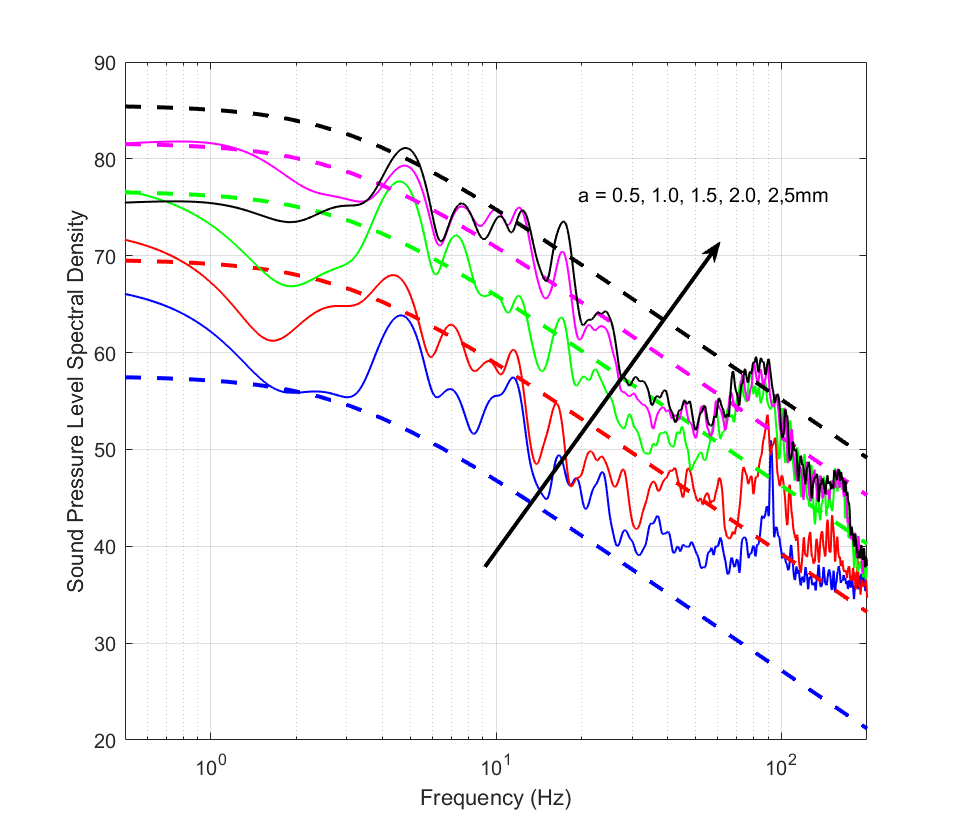 90
80
70
60
50
40
30
20
Sound Pressure Level Spectral Density
a = 0.5, 1.0, 1.5, 2.0, 2,5mm
10^0 10^1 10^2
Frequency (Hz)